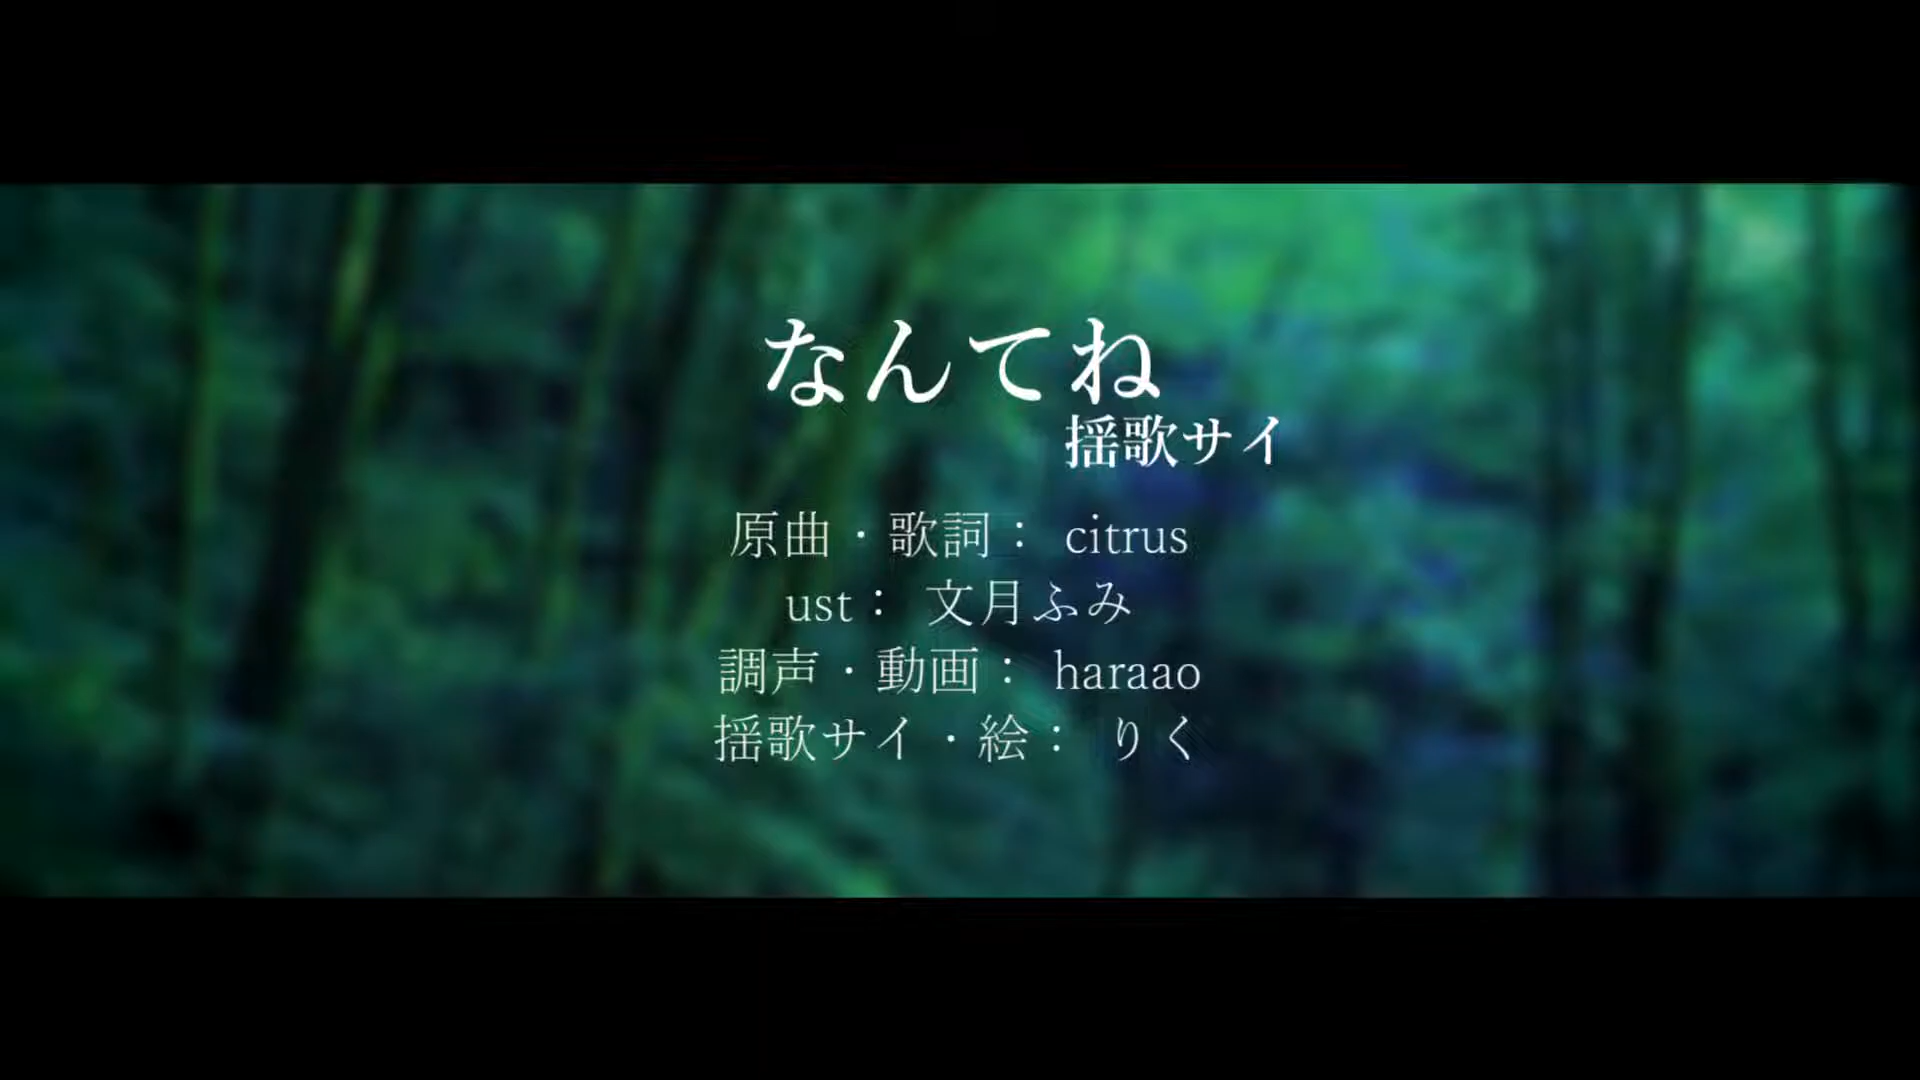 なんてね
揺歌サイ
原曲・歌詞： citrus
ust： 文月ふみ
調声・動画： haraao
揺歌サイ・絵： りく